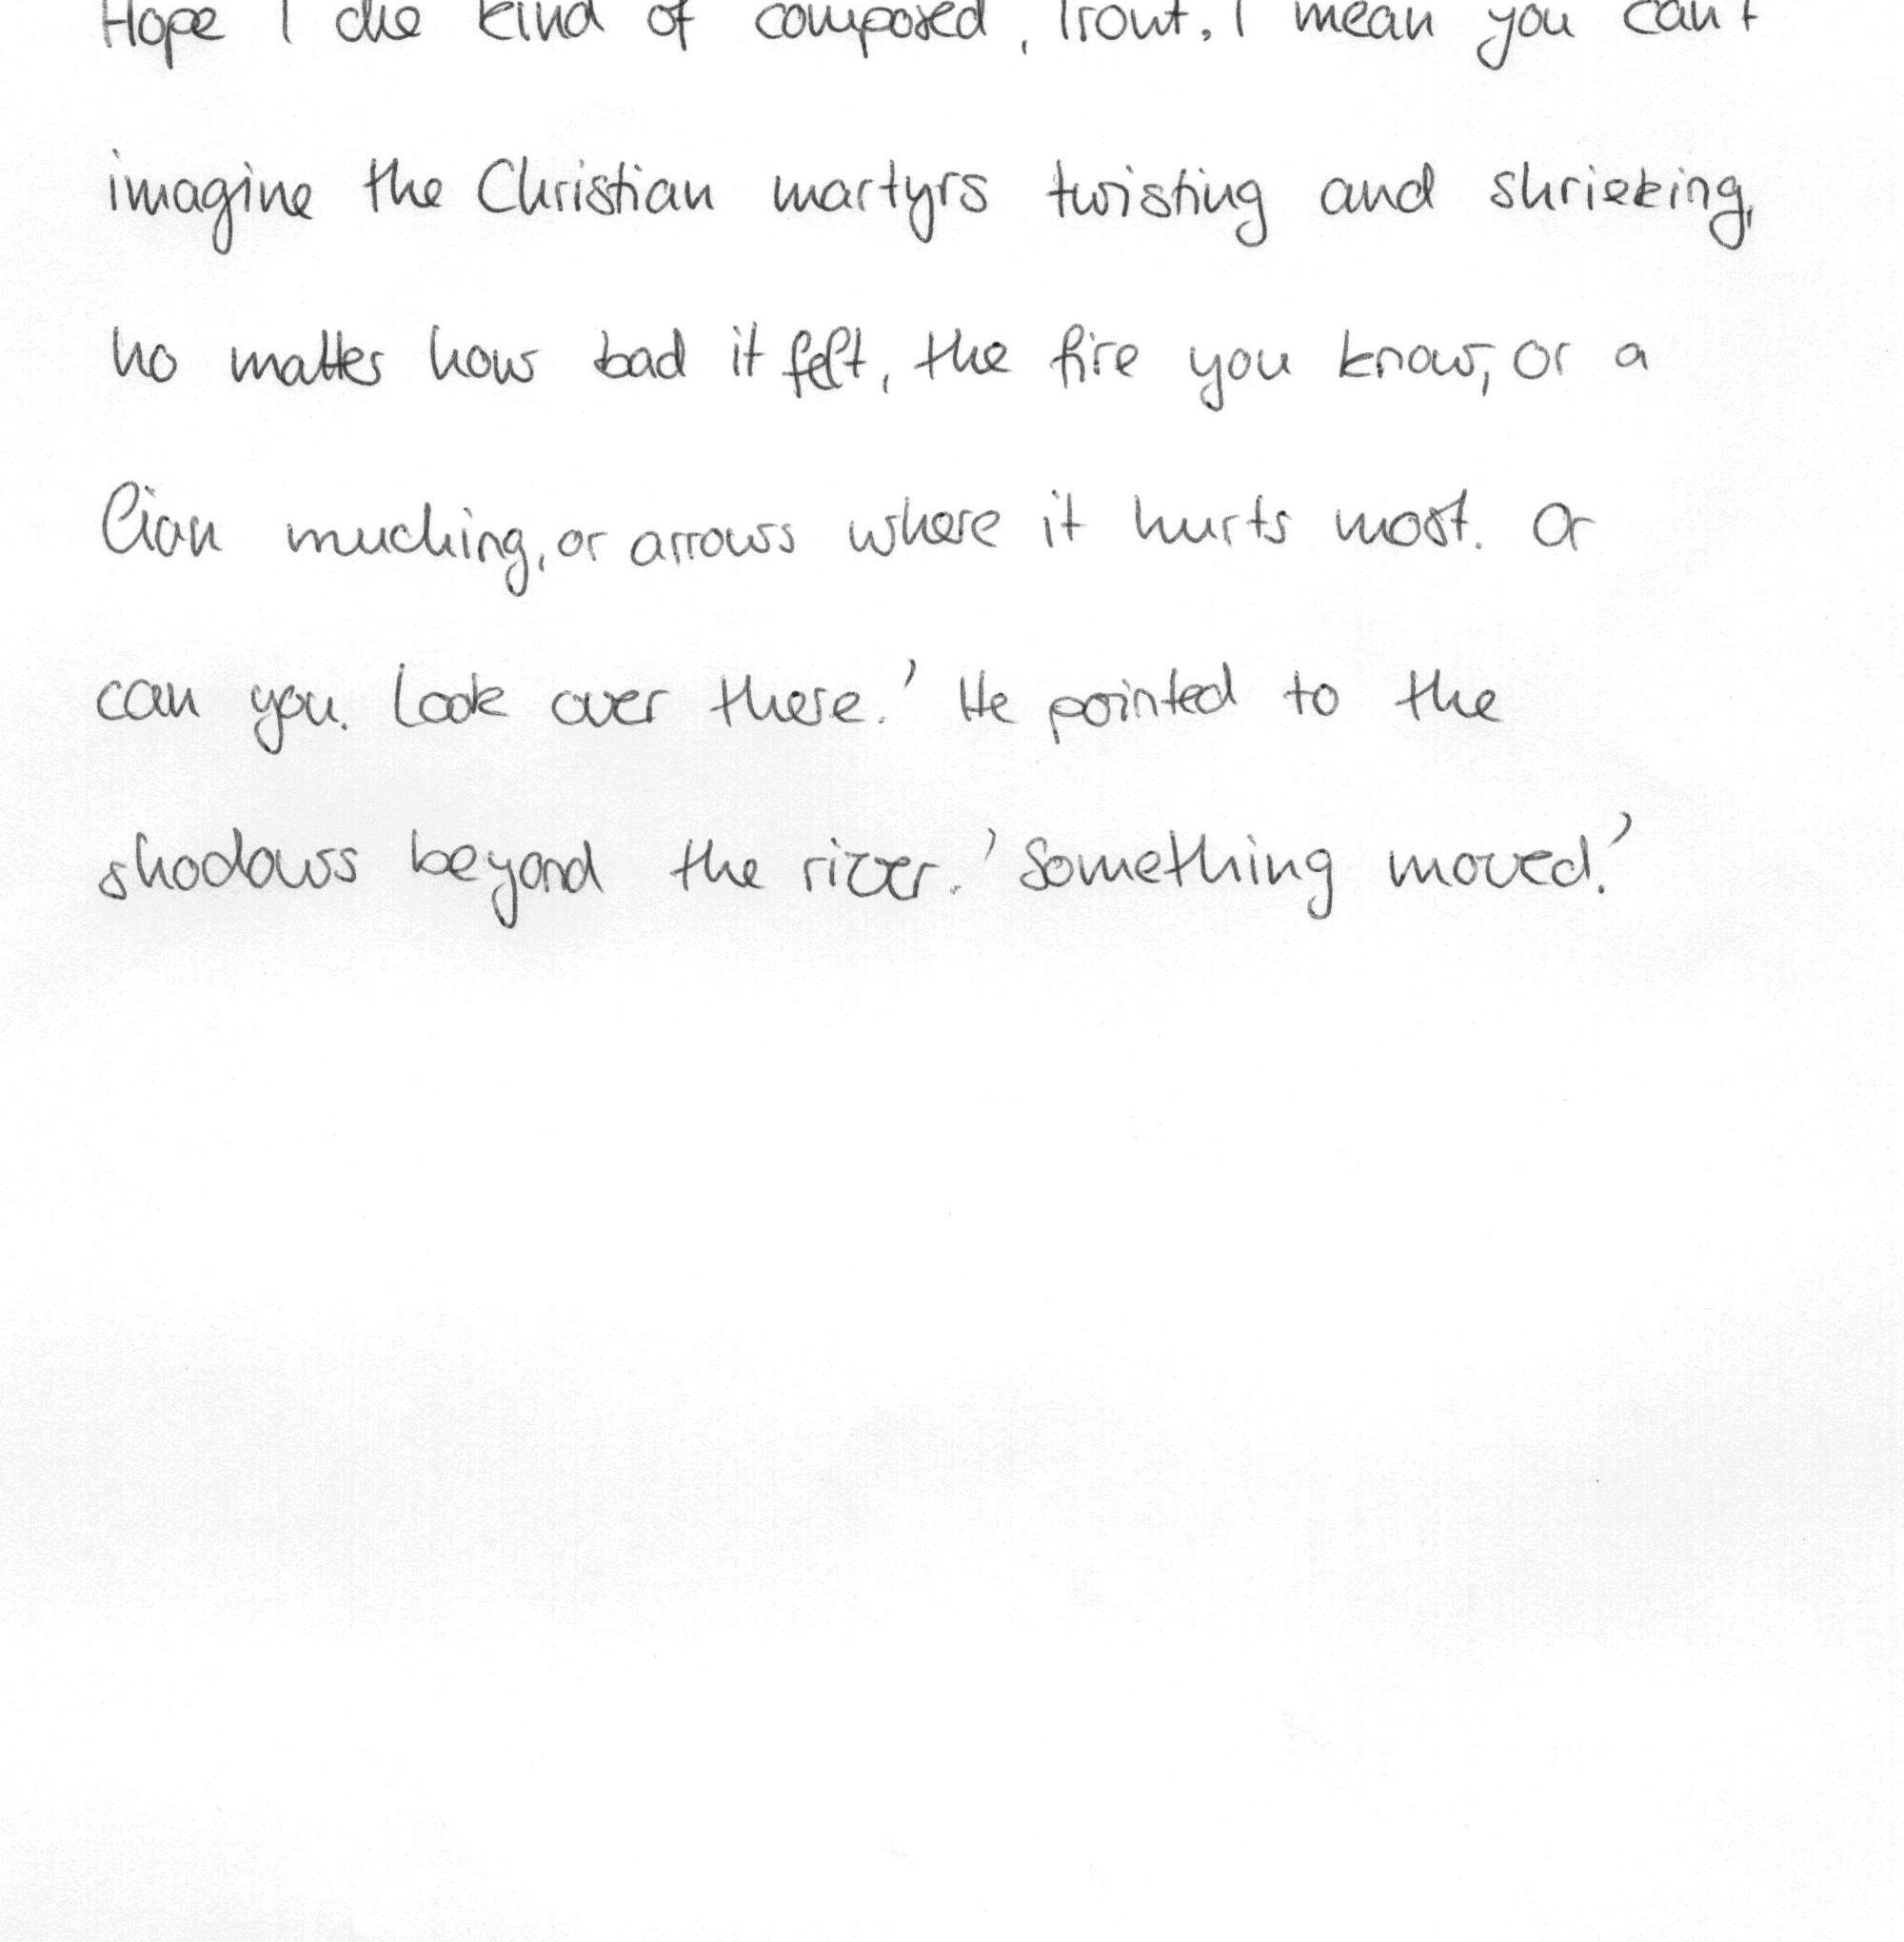 Hope I die kind of composed, Trout. I mean you can't
imagine the Christian martyrs twisting and shrieking,
no matter how bad it felt, the fire you know, or a
lion muching, or arrows where it hurts most. Or
can you. Look over there.' He pointed to the
shodows beyond the river. 'Something moved.'